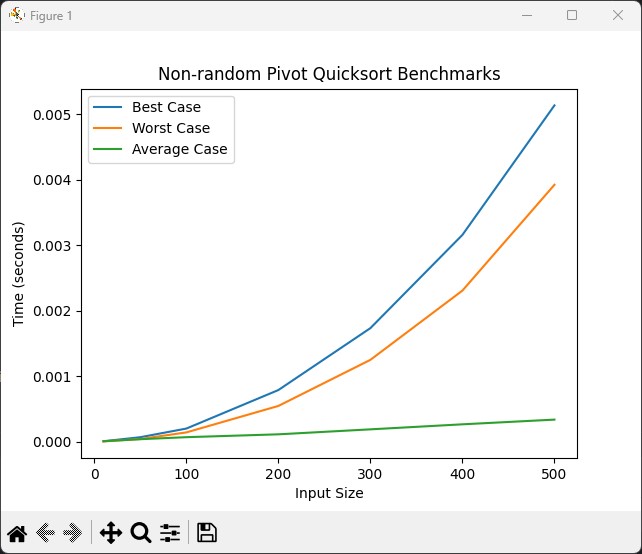 Figure 1
Non-random Pivot Quicksort Benchmarks
Best Case
Worst Case
Average Case
Time (seconds)
0.005
0.004
0.003
0.002
0.001
0.000
0 100 200 300 400 500
Input Size